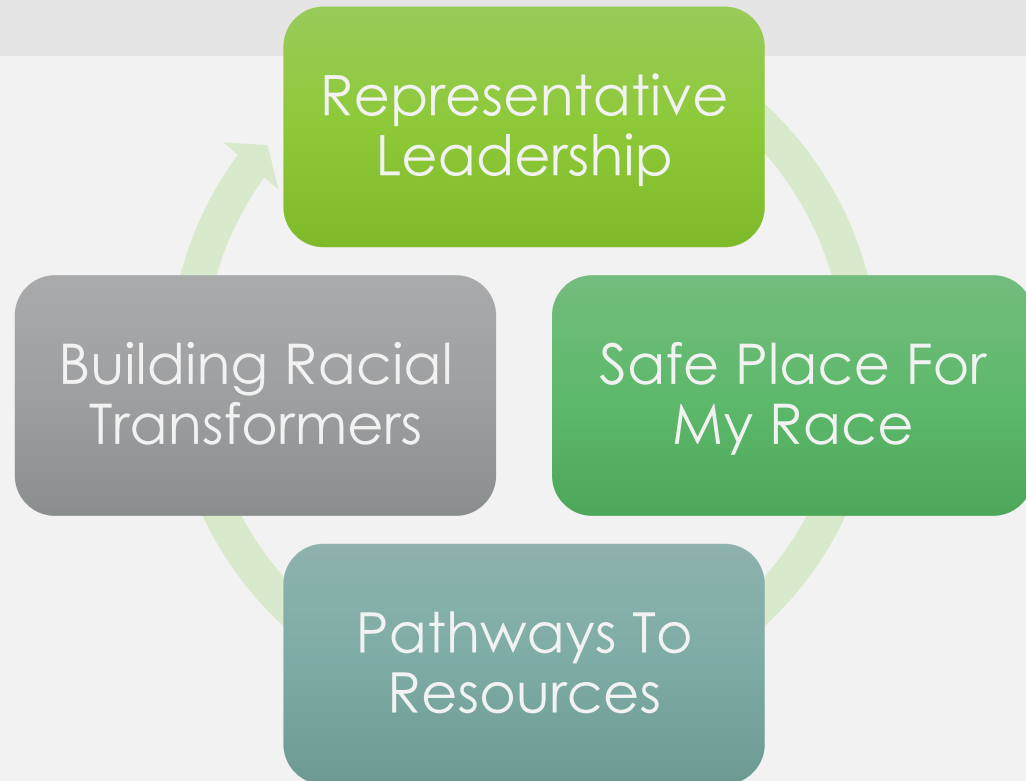 Representative
Leadership
Safe Place For
My Race
Pathways To
Resources
Building Racial
Transformers